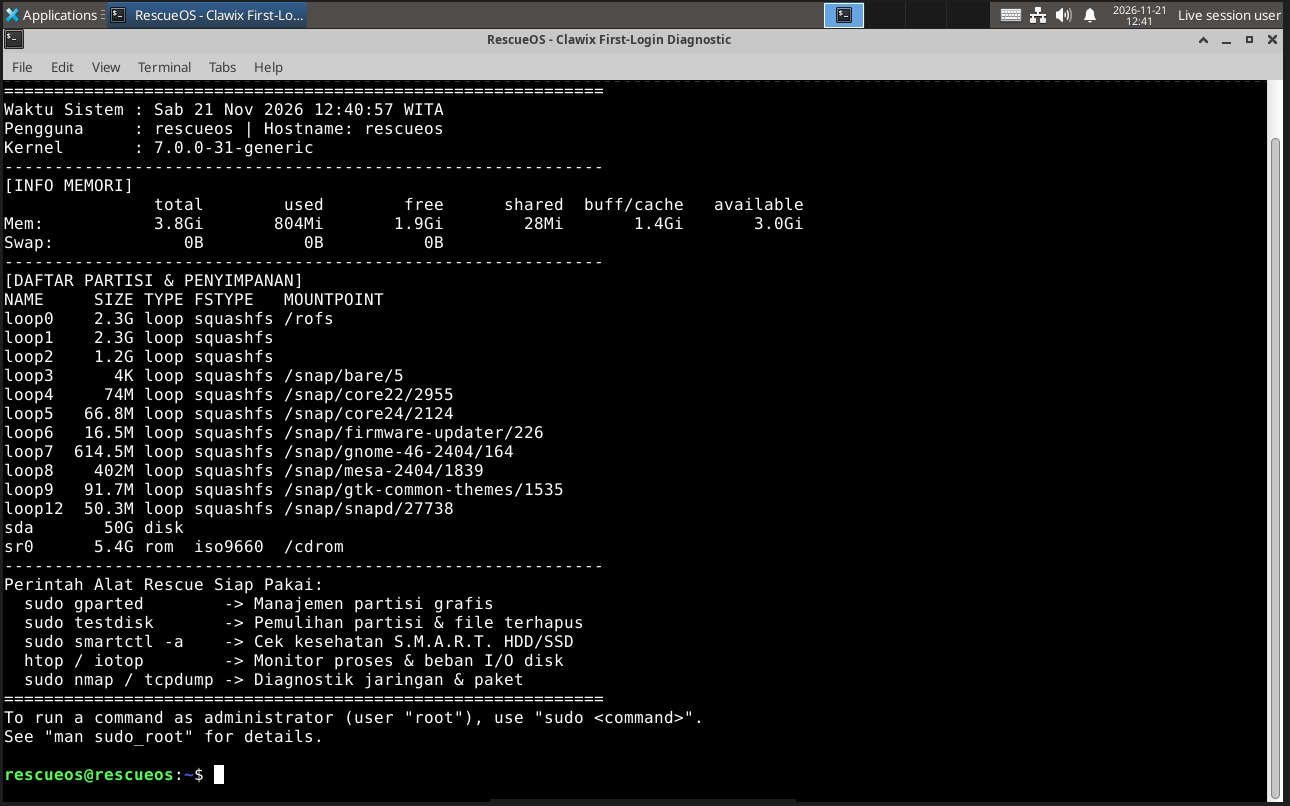 Applications
RescueOS - Clawix First-Lo...
2026-11-21
12:41
Live session user
RescueOS - Clawix First-Login Diagnostic
File Edit View Terminal Tabs Help
============================================================
Waktu Sistem : Sab 21 Nov 2026 12:40:57 WITA
Pengguna     : rescueos | Hostname: rescueos
Kernel       : 7.0.0-31-generic
------------------------------------------------------------
[INFO MEMORI]
               total        used        free      shared  buff/cache   available
Mem:           3.8Gi       804Mi       1.9Gi        28Mi       1.4Gi       3.0Gi
Swap:             0B          0B          0B
------------------------------------------------------------
[DAFTAR PARTISI & PENYIMPANAN]
NAME     SIZE TYPE FSTYPE   MOUNTPOINT
loop0    2.3G loop squashfs /rofs
loop1    2.3G loop squashfs
loop2    1.2G loop squashfs
loop3      4K loop squashfs /snap/bare/5
loop4     74M loop squashfs /snap/core22/2955
loop5   66.8M loop squashfs /snap/core24/2124
loop6   16.5M loop squashfs /snap/firmware-updater/226
loop7  614.5M loop squashfs /snap/gnome-46-2404/164
loop8    402M loop squashfs /snap/mesa-2404/1839
loop9   91.7M loop squashfs /snap/gtk-common-themes/1535
loop12  50.3M loop squashfs /snap/snapd/27738
sda       50G disk
sr0      5.4G rom  iso9660  /cdrom
------------------------------------------------------------
Perintah Alat Rescue Siap Pakai:
  sudo gparted        -> Manajemen partisi grafis
  sudo testdisk       -> Pemulihan partisi & file terhapus
  sudo smartctl -a    -> Cek kesehatan S.M.A.R.T. HDD/SSD
  htop / iotop        -> Monitor proses & beban I/O disk
  sudo nmap / tcpdump -> Diagnostik jaringan & paket
============================================================
To run a command as administrator (user "root"), use "sudo <command>".
See "man sudo_root" for details.
rescueos@rescueos:~$